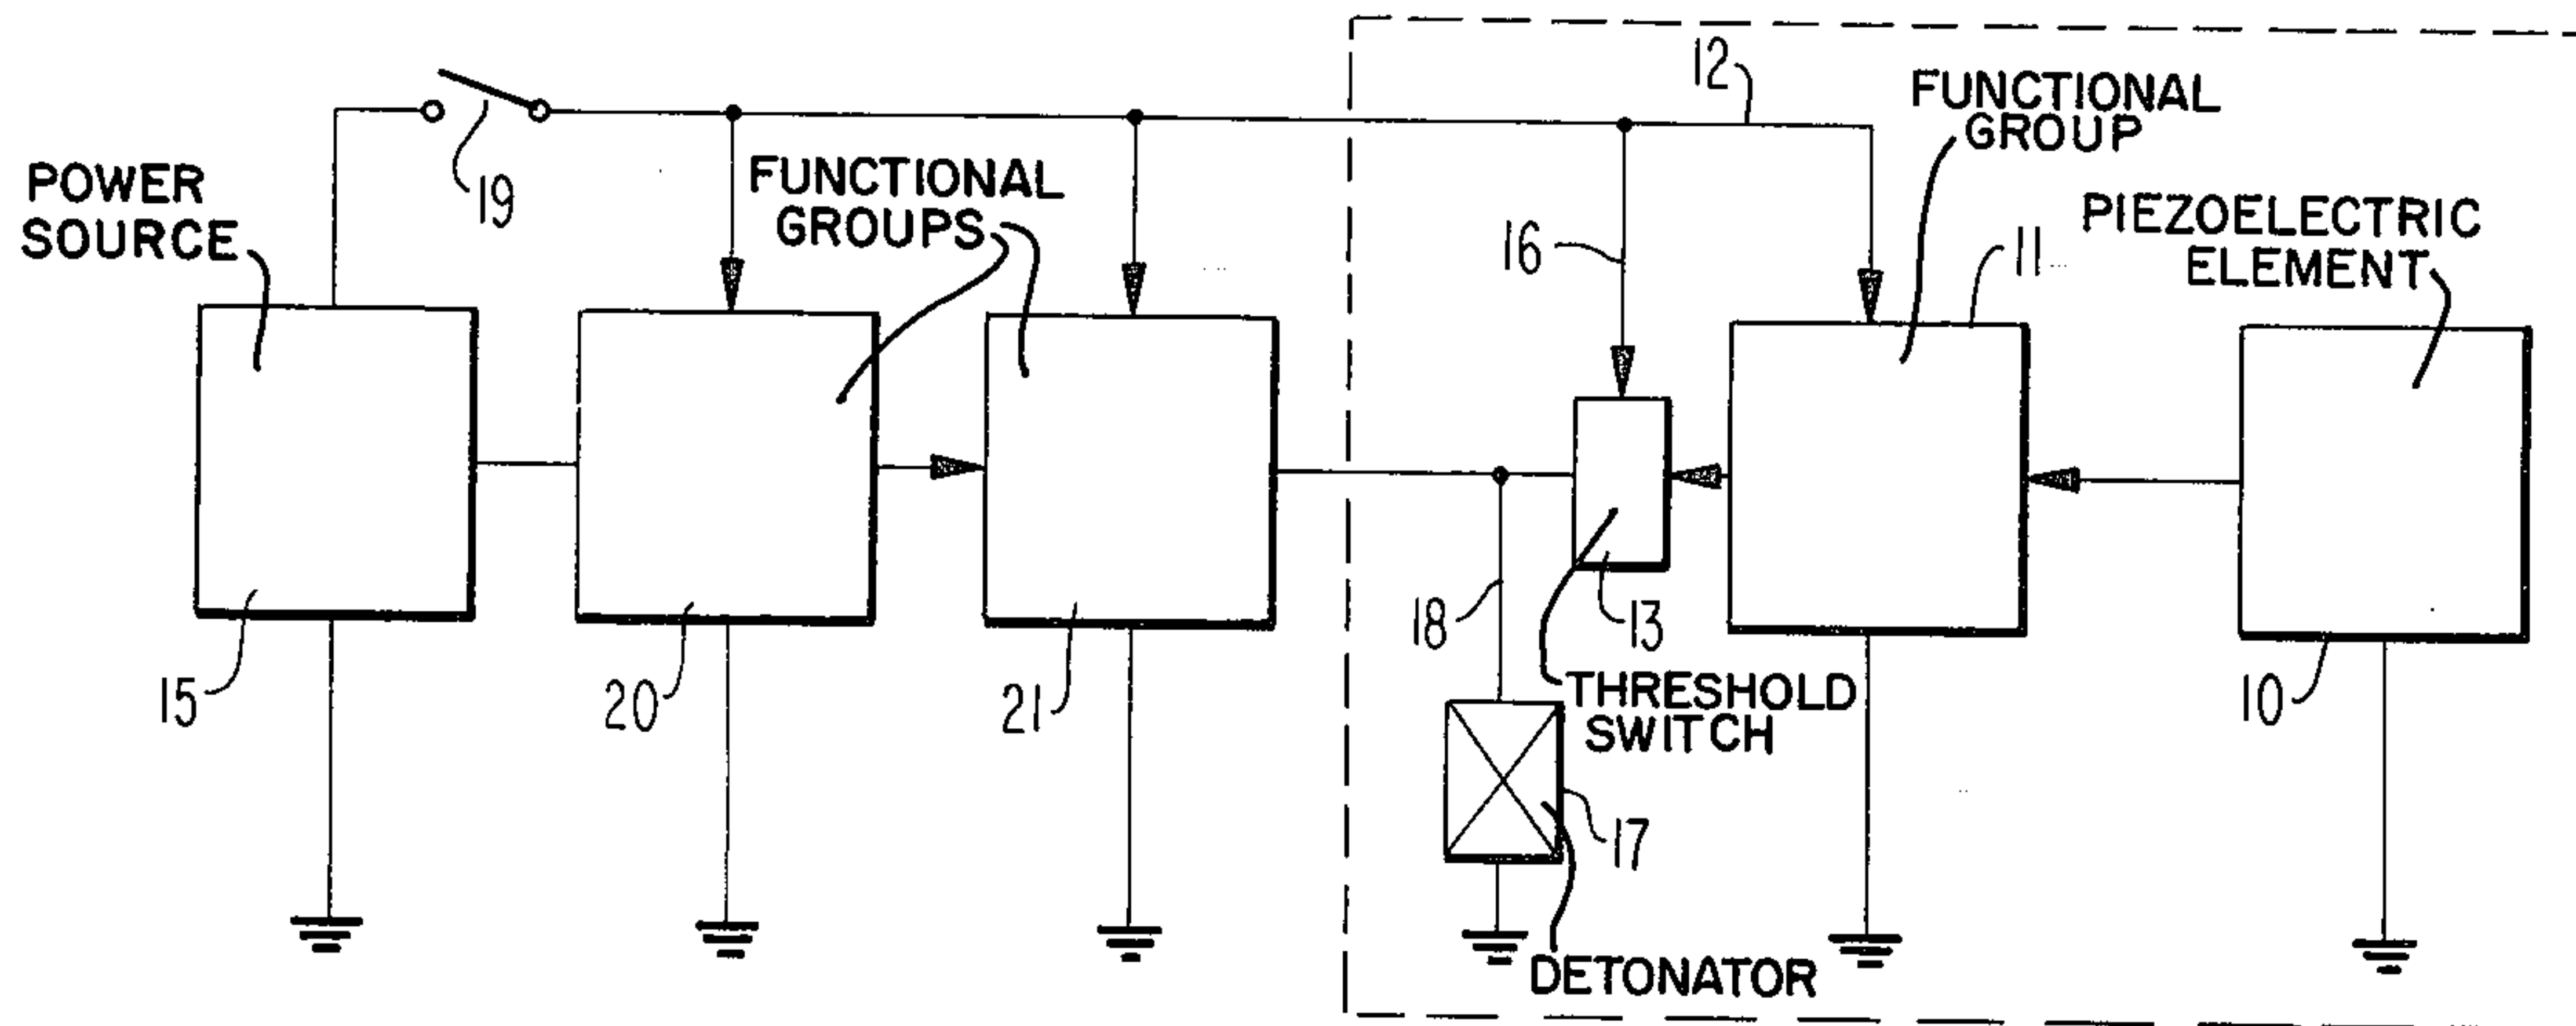 12
FUNCTIONAL
GROUP
POWER
SOURCE
19
FUNCTIONAL
GROUPS
16
11
PIEZOELECTRIC
ELEMENT
15
20
21
18
13
10
THRESHOLD
SWITCH
17
DETONATOR